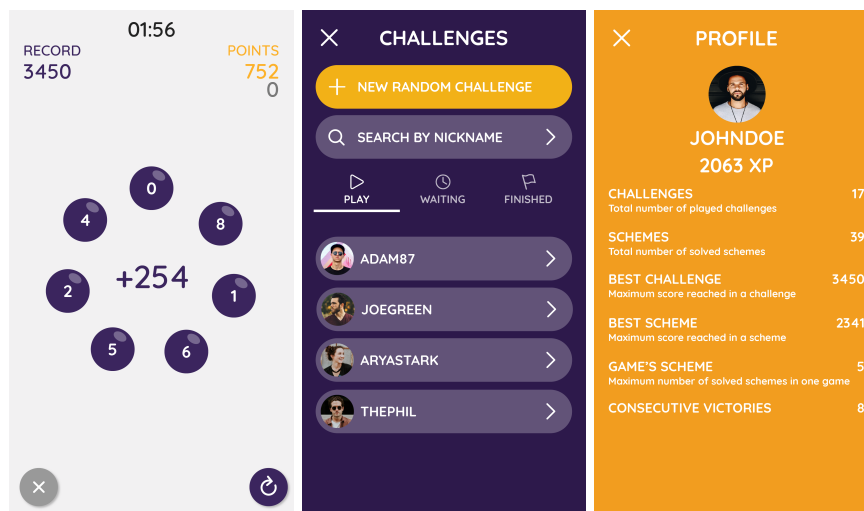 01:56
RECORD
POINTS
3450
752
0
0
4
8
+254
2
1
5
6
CHALLENGES
NEW RANDOM CHALLENGE
SEARCH BY NICKNAME
PLAY
WAITING
FINISHED
ADAM87
JOEGREEN
ARYASTARK
THEPHIL
PROFILE
JOHNDOE
2063 XP
CHALLENGES 17
Total number of played challenges
SCHEMES 39
Total number of solved schemes
BEST CHALLENGE 3450
Maximum score reached in a challenge
BEST SCHEME 2341
Maximum score reached in a scheme
GAME'S SCHEME 5
Maximum number of solved schemes in one game
CONSECUTIVE VICTORIES 8